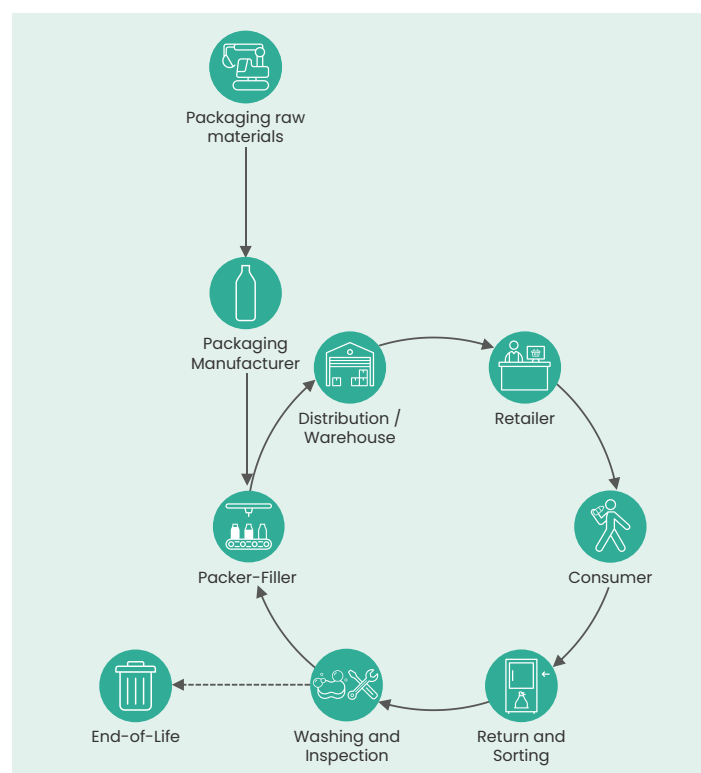 Packaging raw
materials
Packaging
Manufacturer
Distribution /
Warehouse
Retailer
Packer-Filler
Consumer
End-of-Life
Washing and
Inspection
Return and
Sorting